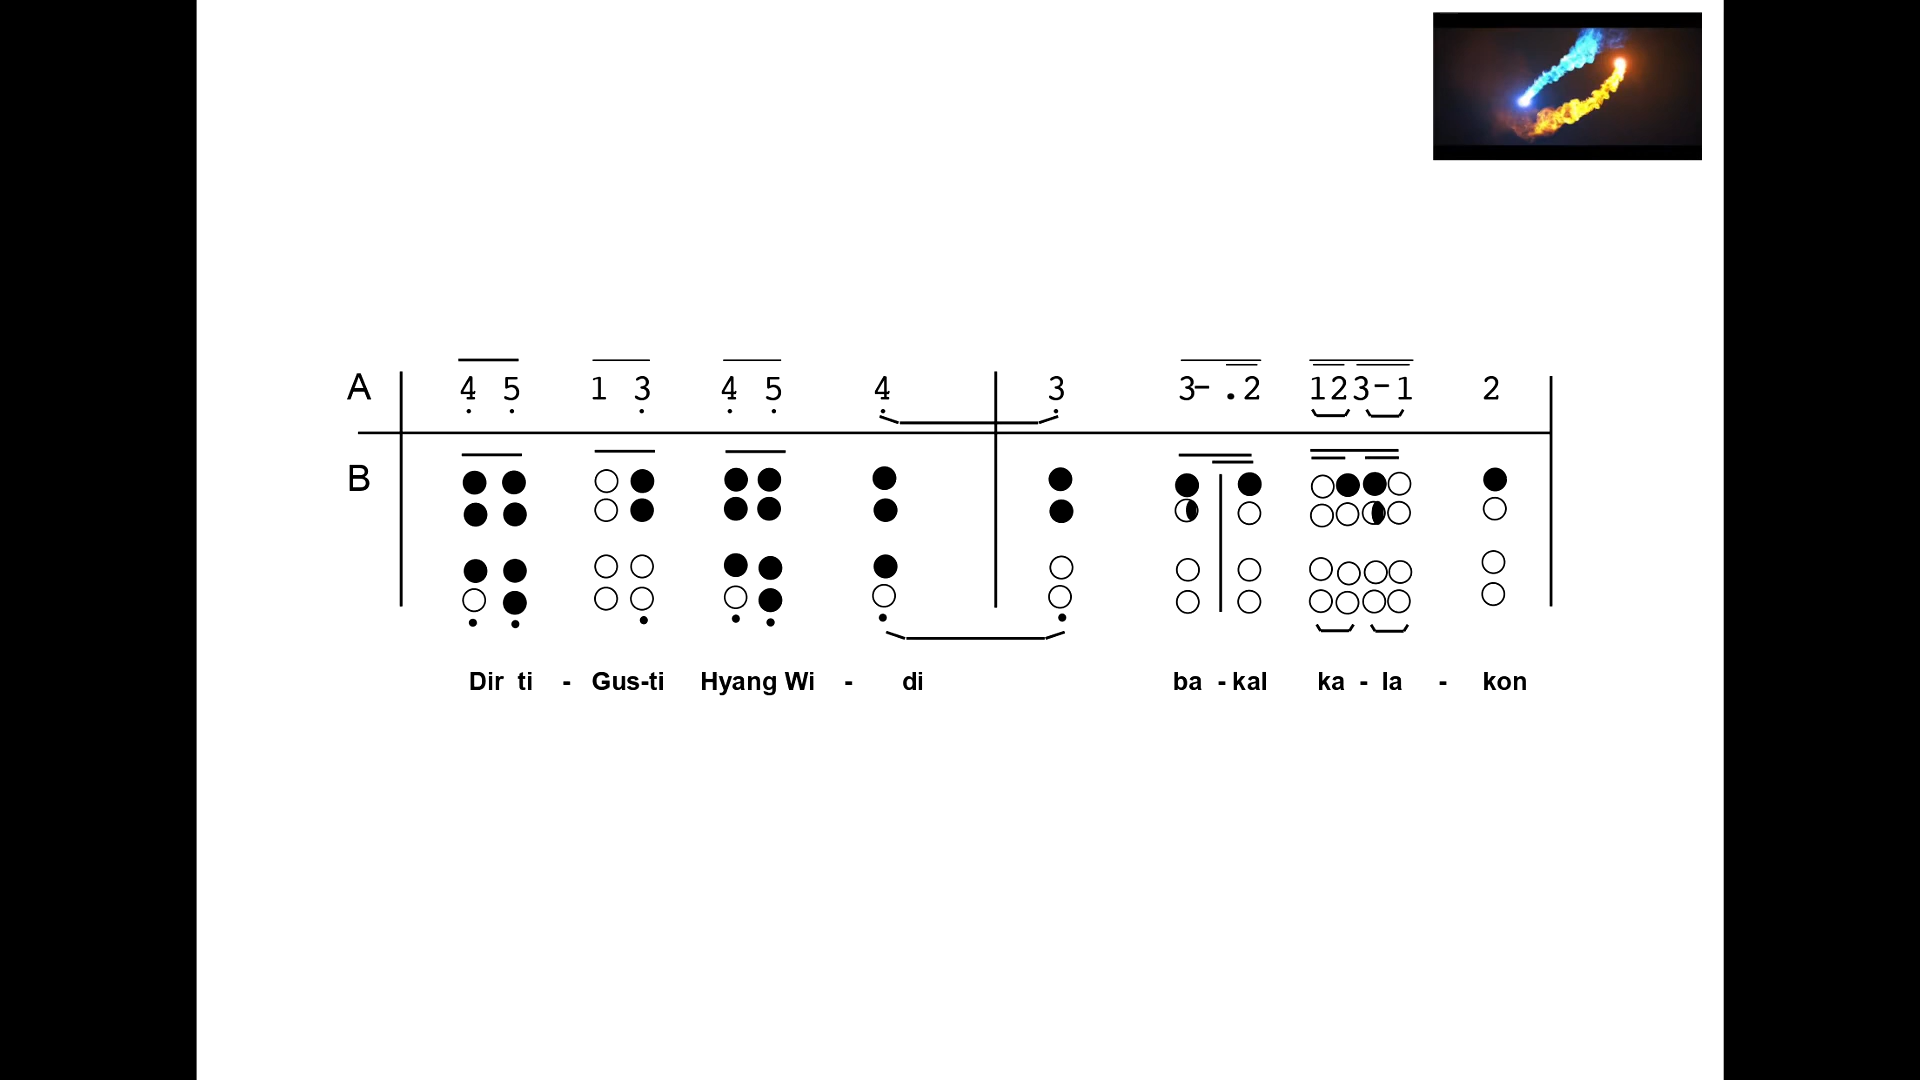 A 4 5 1 3 4 5 4 3 3- .2 123-1 2
B
Dir ti - Gus-ti Hyang Wi - di ba - kal ka - la - kon